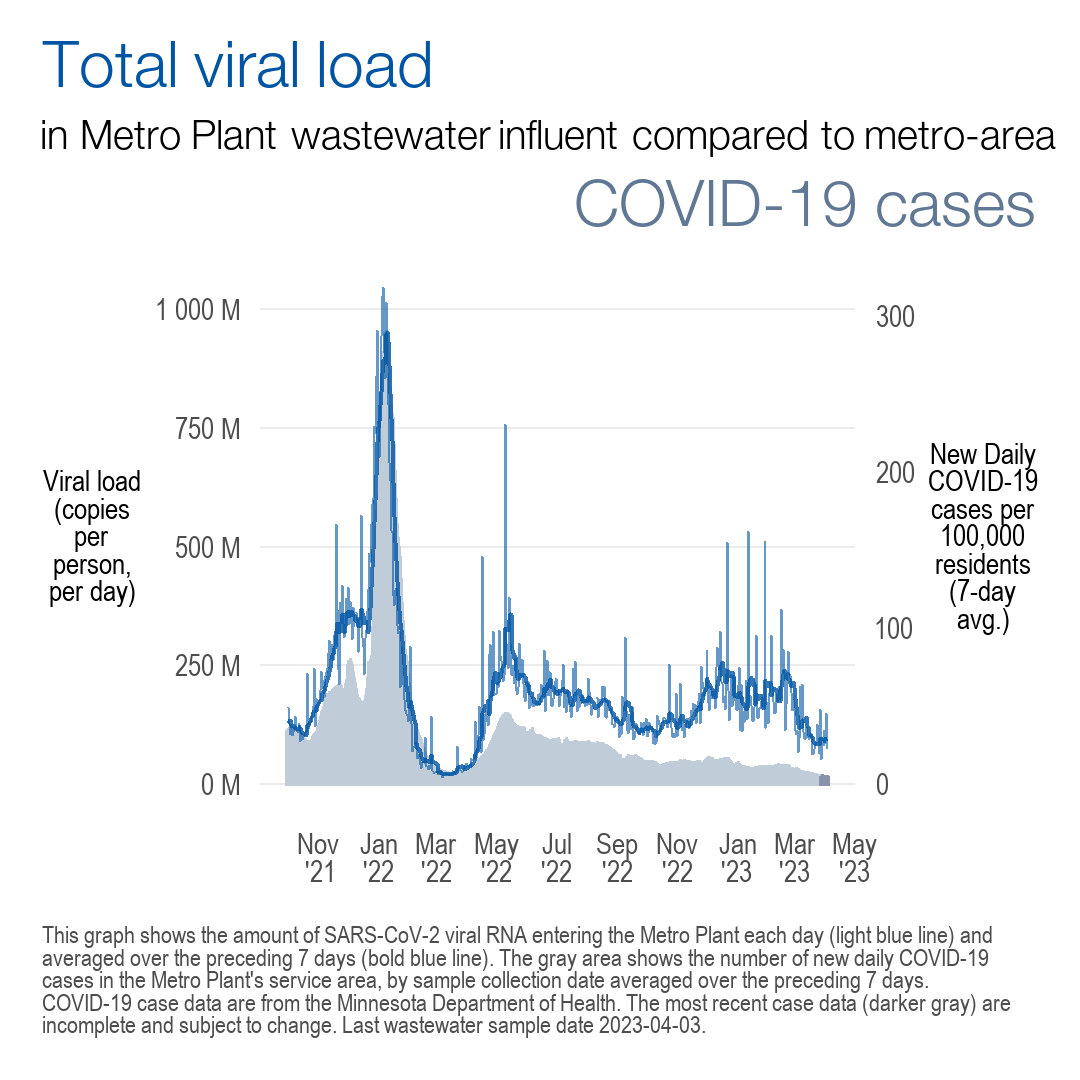 Total viral load
in Metro Plant wastewater influent compared to metro-area
COVID-19 cases
1 000 M
750 M
500 M
250 M
0 M
Viral load
(copies
per
person,
per day)
300
200
100
0
New Daily
COVID-19
cases per
100,000
residents
(7-day
avg.)
Nov Jan Mar May Jul Sep Nov Jan Mar May
'21 '22 '22 '22 '22 '22 '22 '23 '23 '23
This graph shows the amount of SARS-CoV-2 viral RNA entering the Metro Plant each day (light blue line) and
averaged over the preceding 7 days (bold blue line). The gray area shows the number of new daily COVID-19
cases in the Metro Plant's service area, by sample collection date averaged over the preceding 7 days.
COVID-19 case data are from the Minnesota Department of Health. The most recent case data (darker gray) are
incomplete and subject to change. Last wastewater sample date 2023-04-03.